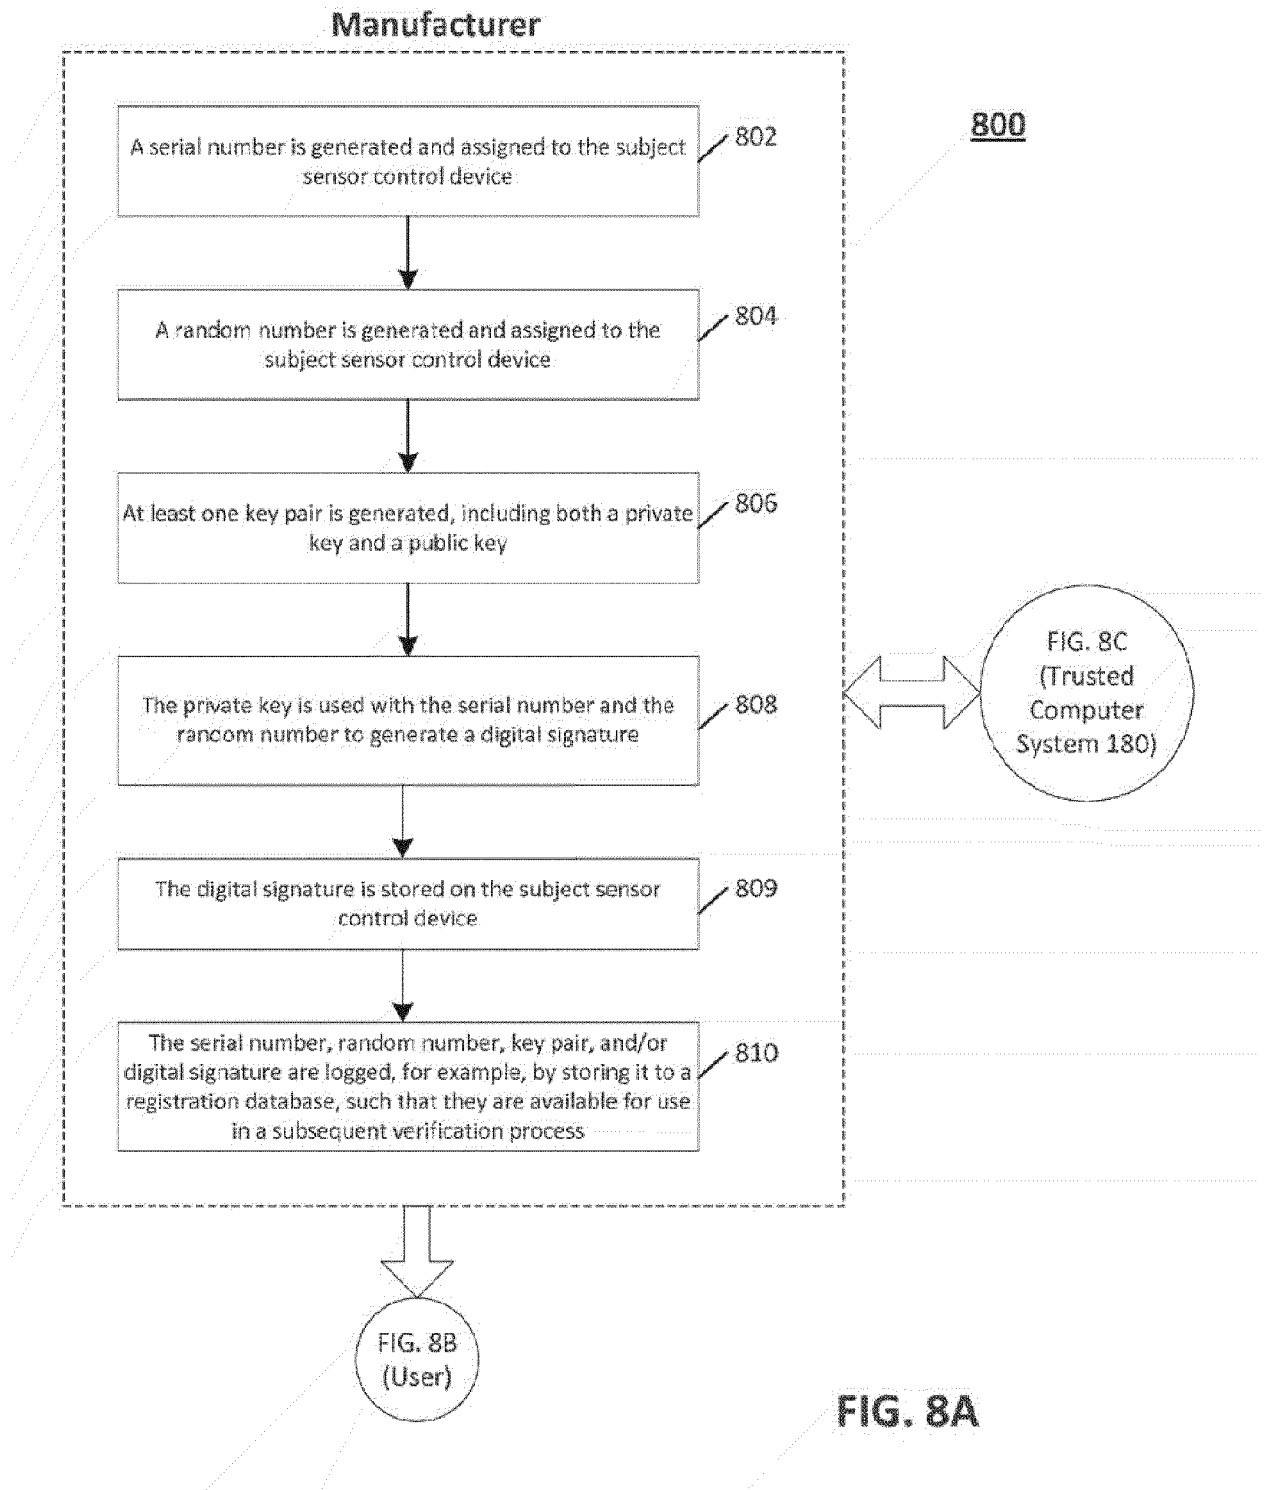 Manufacturer
800
A serial number is generated and assigned to the subject
sensor control device
802
A random number is generated and assigned to the
subject sensor control device
804
At least one key pair is generated, including both a private
key and a public key
806
The private key is used with the serial number and the
random number to generate a digital signature
808
FIG. 8C
(Trusted
Computer
System 180)
The digital signature is stored on the subject sensor
control device
809
The serial number, random number, key pair, and/or
digital signature are logged, for example, by storing it to a
registration database, such that they are available for use
in a subsequent verification process
810
FIG. 8B
(User)
FIG. 8A